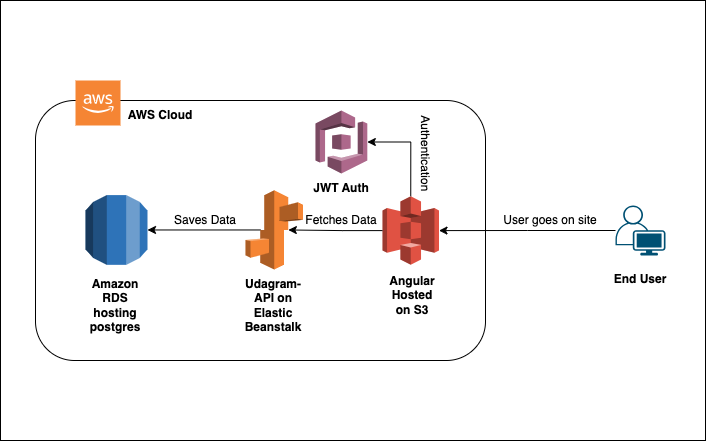 aws
AWS Cloud
Authentication
JWT Auth
Saves Data
Fetches Data
User goes on site
Amazon
RDS
hosting
postgres
Udagram-
API on
Elastic
Beanstalk
Angular
Hosted
on S3
End User